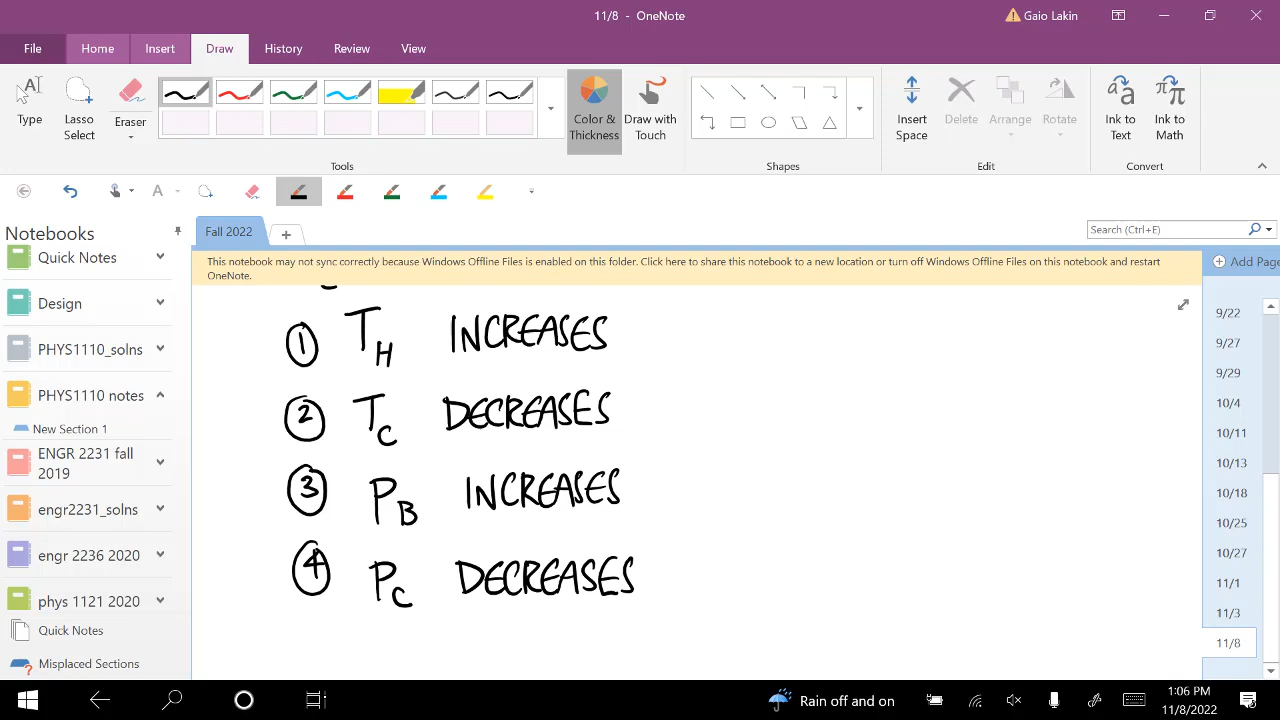 11/8 - OneNote
Gaio Lakin
File
Home
Insert
Draw
History
Review
View
Type
Lasso Select
Eraser
Color & Thickness
Draw with Touch
Insert Space
Delete
Arrange
Rotate
Ink to Text
Ink to Math
Tools
Shapes
Edit
Convert
Notebooks
Fall 2022
Search (Ctrl+E)
This notebook may not sync correctly because Windows Offline Files is enabled on this folder. Click here to share this notebook to a new location or turn off Windows Offline Files on this notebook and restart
OneNote.
Add Page
Quick Notes
Design
PHYS1110_solns
PHYS1110 notes
New Section 1
ENGR 2231 fall
2019
engr2231_solns
engr 2236 2020
phys 1121 2020
Quick Notes
Misplaced Sections
① T_H INCREASES
② T_C DECREASES
③ P_B INCREASES
④ P_C DECREASES
9/22
9/27
9/29
10/4
10/11
10/13
10/18
10/25
10/27
11/1
11/3
11/8
Rain off and on
1:06 PM
11/8/2022